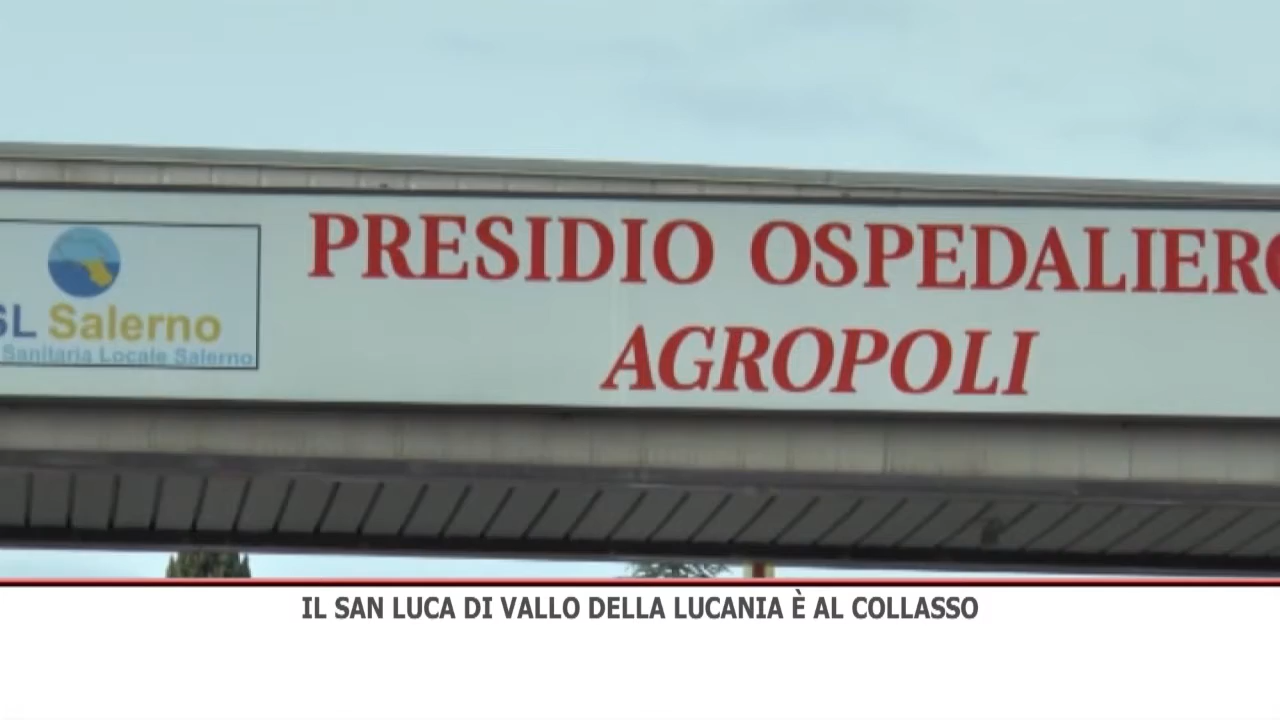 PRESIDIO OSPEDALIERO
AGROPOLI
SL Salerno
Sanitaria Locale Salerno
IL SAN LUCA DI VALLO DELLA LUCANIA È AL COLLASSO